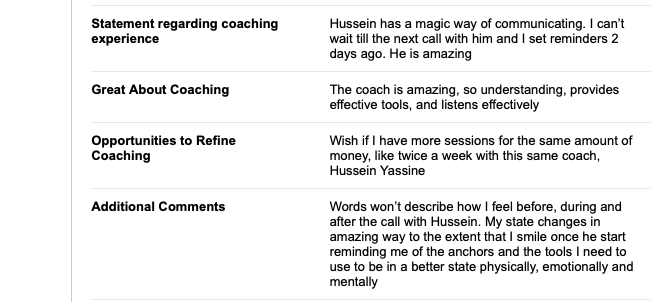 Statement regarding coaching
experience
Hussein has a magic way of communicating. I can't
wait till the next call with him and I set reminders 2
days ago. He is amazing
Great About Coaching
The coach is amazing, so understanding, provides
effective tools, and listens effectively
Opportunities to Refine
Coaching
Wish if I have more sessions for the same amount of
money, like twice a week with this same coach,
Hussein Yassine
Additional Comments
Words won't describe how I feel before, during and
after the call with Hussein. My state changes in
amazing way to the extent that I smile once he start
reminding me of the anchors and the tools I need to
use to be in a better state physically, emotionally and
mentally